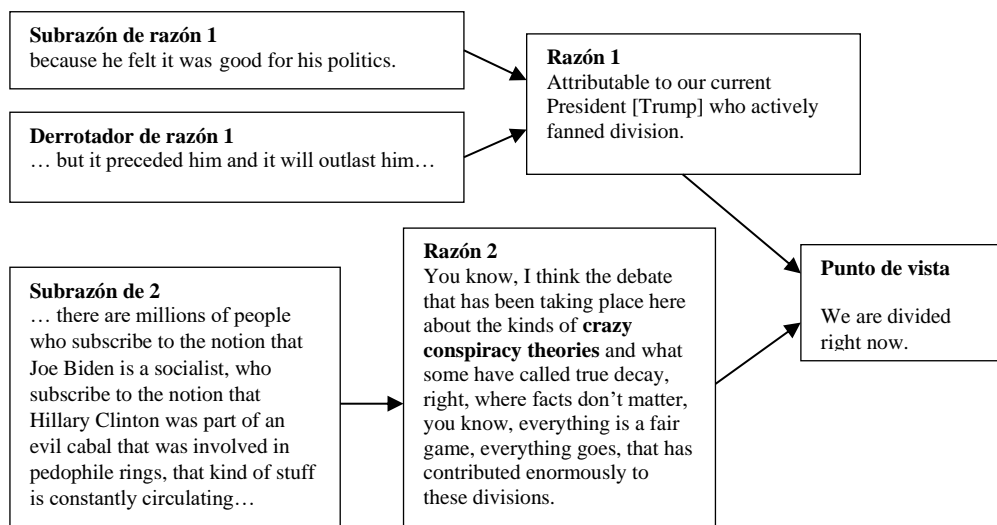 Subrazón de razón 1
because he felt it was good for his politics.
Derrotador de razón 1
… but it preceded him and it will outlast him…
Razón 1
Attributable to our current
President [Trump] who actively
fanned division.
Subrazón de 2
… there are millions of people
who subscribe to the notion that
Joe Biden is a socialist, who
subscribe to the notion that
Hillary Clinton was part of an
evil cabal that was involved in
pedophile rings, that kind of stuff
is constantly circulating…
Razón 2
You know, I think the debate
that has been taking place here
about the kinds of crazy
conspiracy theories and what
some have called true decay,
right, where facts don’t matter,
you know, everything is a fair
game, everything goes, that has
contributed enormously to
these divisions.
Punto de vista
We are divided
right now.